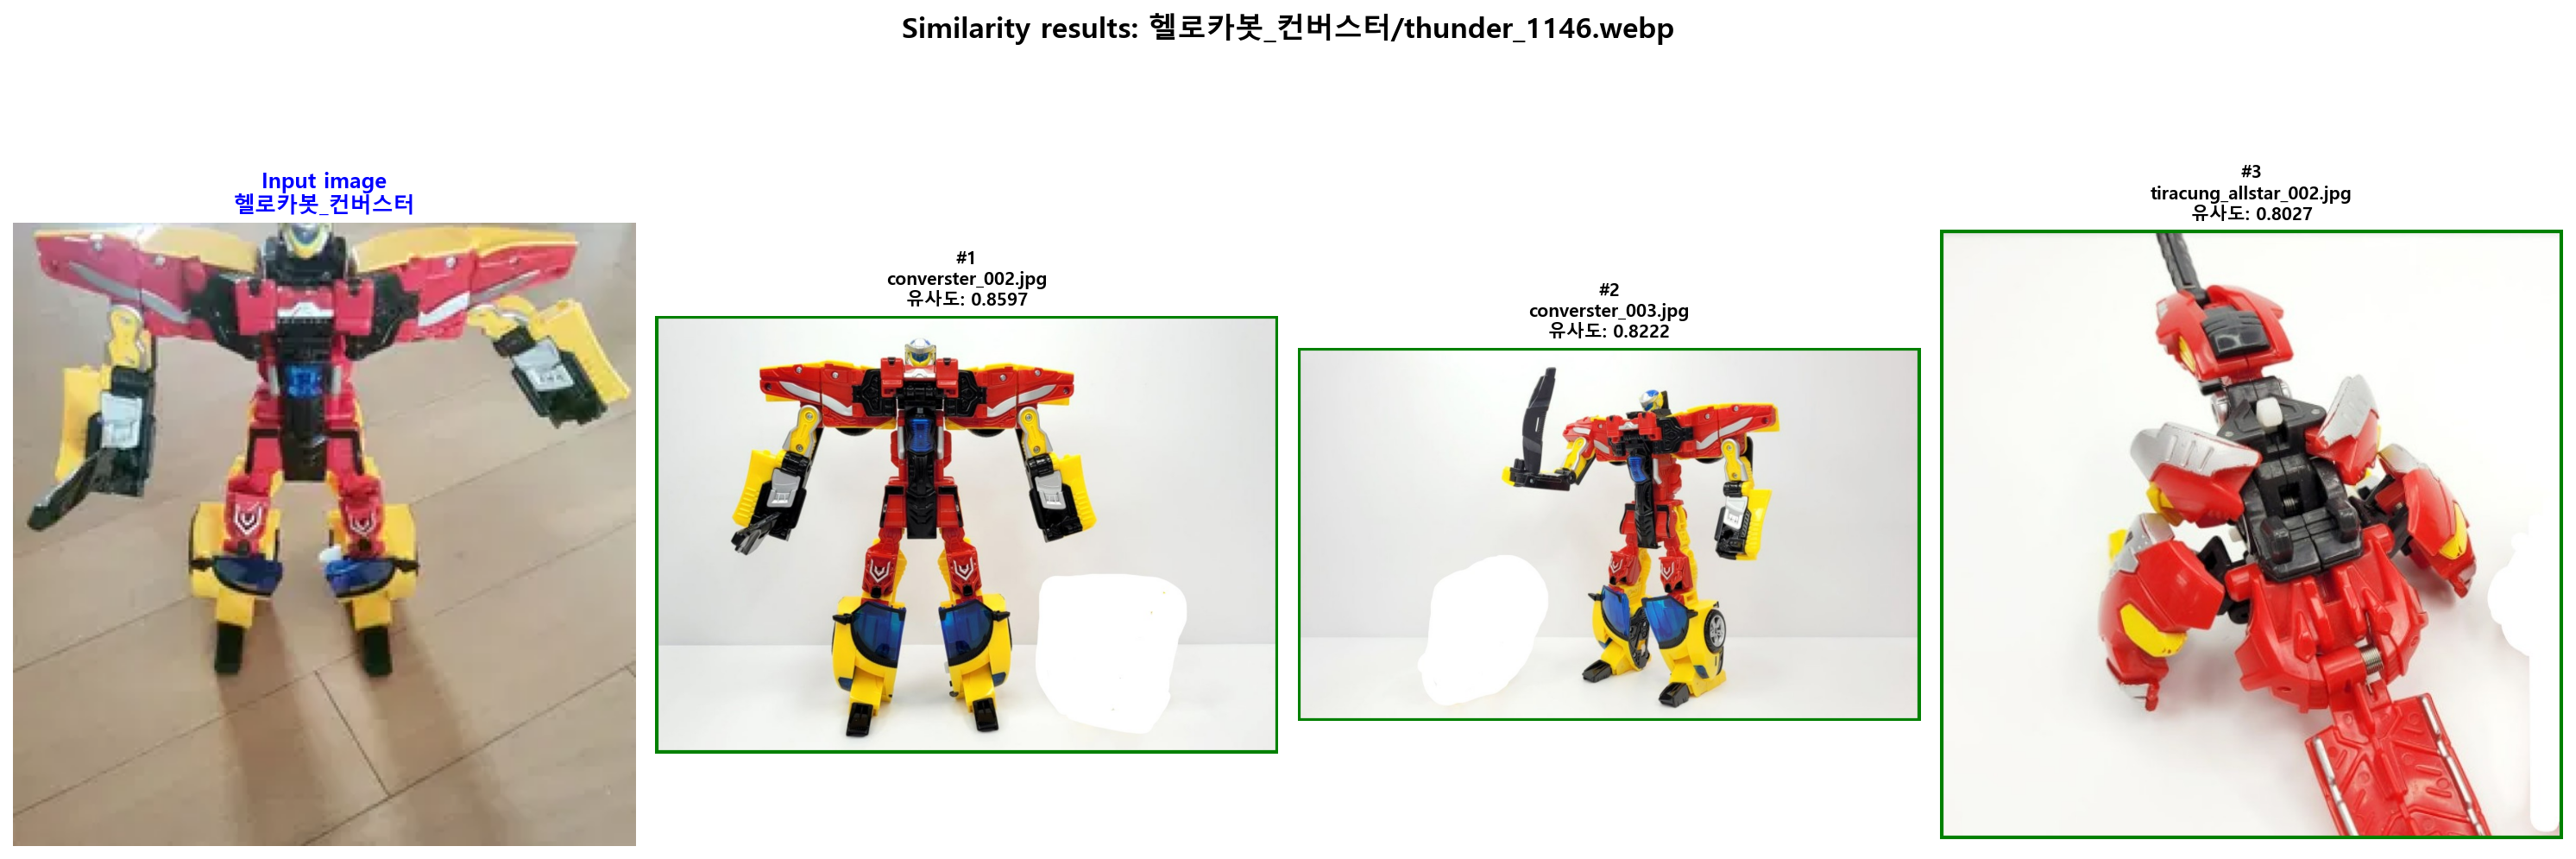 Similarity results: 헬로카봇_컨버스터/thunder_1146.webp
Input image
헬로카봇_컨버스터
#1
converster_002.jpg
유사도: 0.8597
#2
converster_003.jpg
유사도: 0.8222
#3
tiracung_allstar_002.jpg
유사도: 0.8027